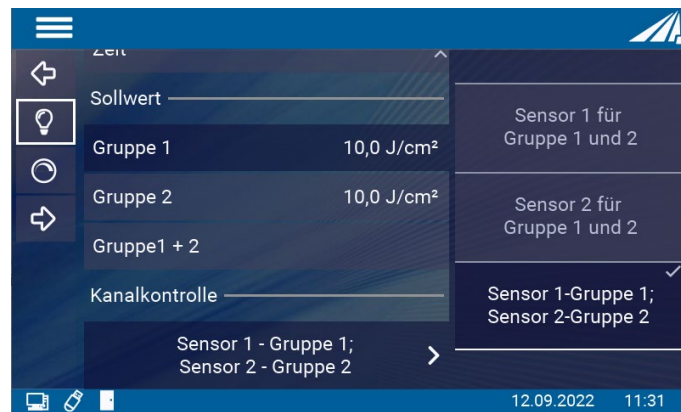 Zeit
Sollwert
Gruppe 1 10,0 J/cm²
Gruppe 2 10,0 J/cm²
Gruppe1 + 2
Kanalkontrolle
Sensor 1 - Gruppe 1;
Sensor 2 - Gruppe 2
Sensor 1 für
Gruppe 1 und 2
Sensor 2 für
Gruppe 1 und 2
Sensor 1-Gruppe 1;
Sensor 2-Gruppe 2
12.09.2022 11:31